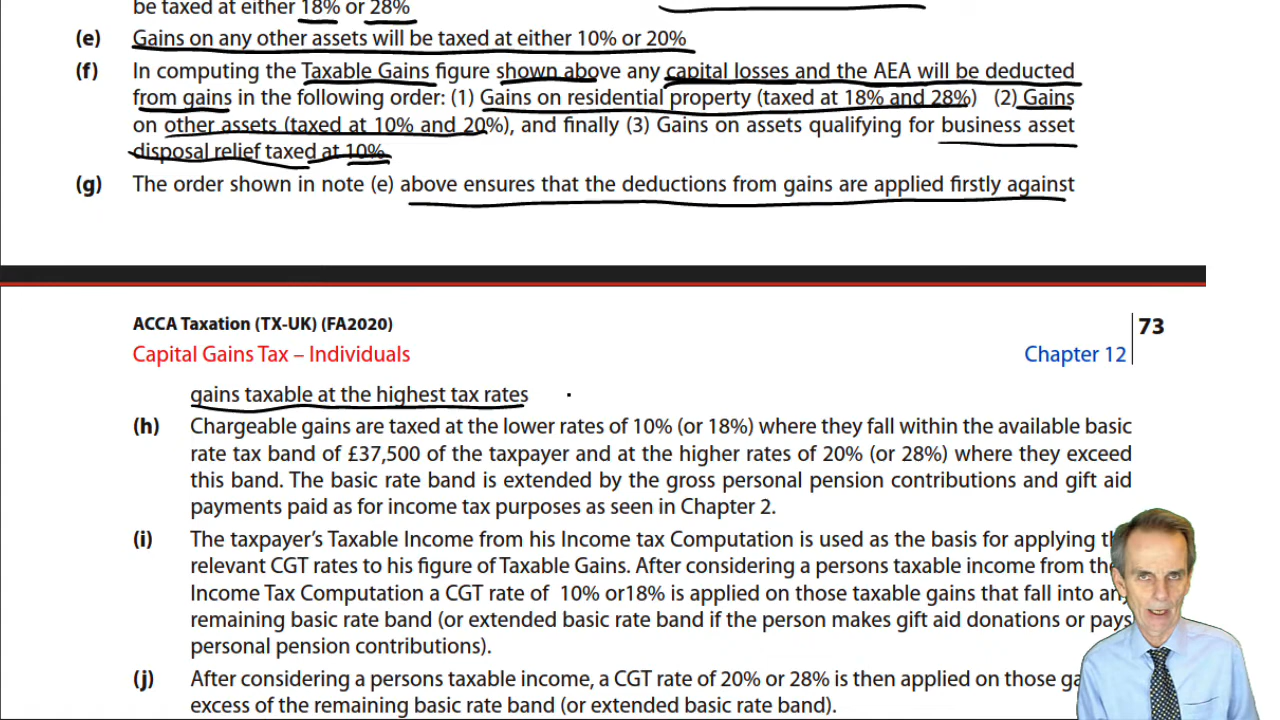 be taxed at either 18% or 28%
(e) Gains on any other assets will be taxed at either 10% or 20%
(f) In computing the Taxable Gains figure shown above any capital losses and the AEA will be deducted
from gains in the following order: (1) Gains on residential property (taxed at 18% and 28%) (2) Gains
on other assets (taxed at 10% and 20%), and finally (3) Gains on assets qualifying for business asset
disposal relief taxed at 10%.
(g) The order shown in note (e) above ensures that the deductions from gains are applied firstly against
ACCA Taxation (TX-UK) (FA2020)
73
Capital Gains Tax – Individuals
Chapter 12
gains taxable at the highest tax rates
(h) Chargeable gains are taxed at the lower rates of 10% (or 18%) where they fall within the available basic
rate tax band of £37,500 of the taxpayer and at the higher rates of 20% (or 28%) where they exceed
this band. The basic rate band is extended by the gross personal pension contributions and gift aid
payments paid as for income tax purposes as seen in Chapter 2.
(i) The taxpayer's Taxable Income from his Income tax Computation is used as the basis for applying
relevant CGT rates to his figure of Taxable Gains. After considering a persons taxable income from the
Income Tax Computation a CGT rate of 10% or18% is applied on those taxable gains that fall into any
remaining basic rate band (or extended basic rate band if the person makes gift aid donations or pays
personal pension contributions).
(j) After considering a persons taxable income, a CGT rate of 20% or 28% is then applied on those
excess of the remaining basic rate band (or extended basic rate band).